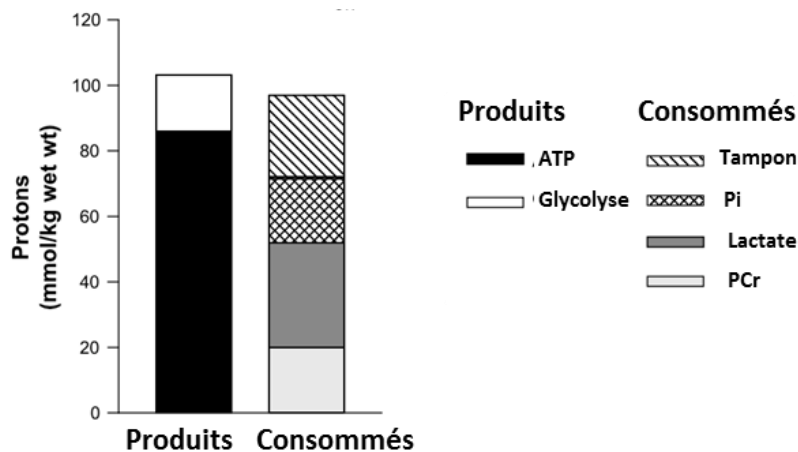 120
100
80
60
40
20
0
Protons
(mmol/kg wet wt)
Produits
Consommés
Produits
ATP
Glycolyse
Consommés
Tampon
Pi
Lactate
PCr